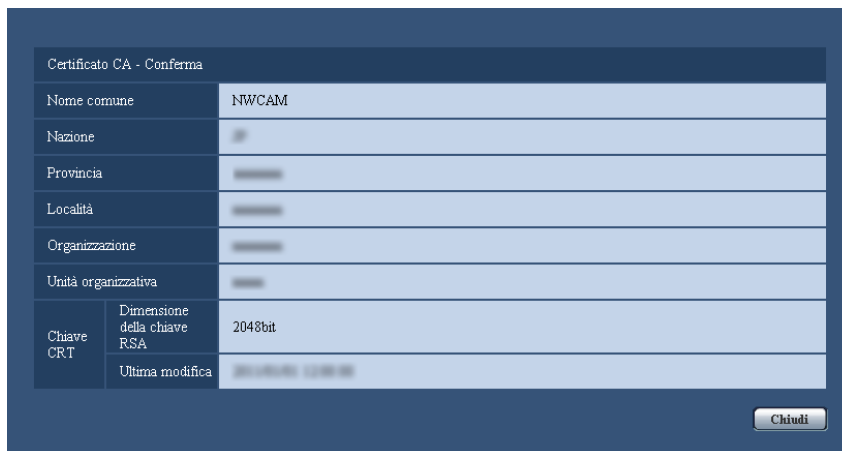 Certificato CA - Conferma
Nome comune NWCAM
Nazione
Provincia
Località
Organizzazione
Unità organizzativa
Chiave CRT
Dimensione della chiave RSA 2048bit
Ultima modifica
Chiudi